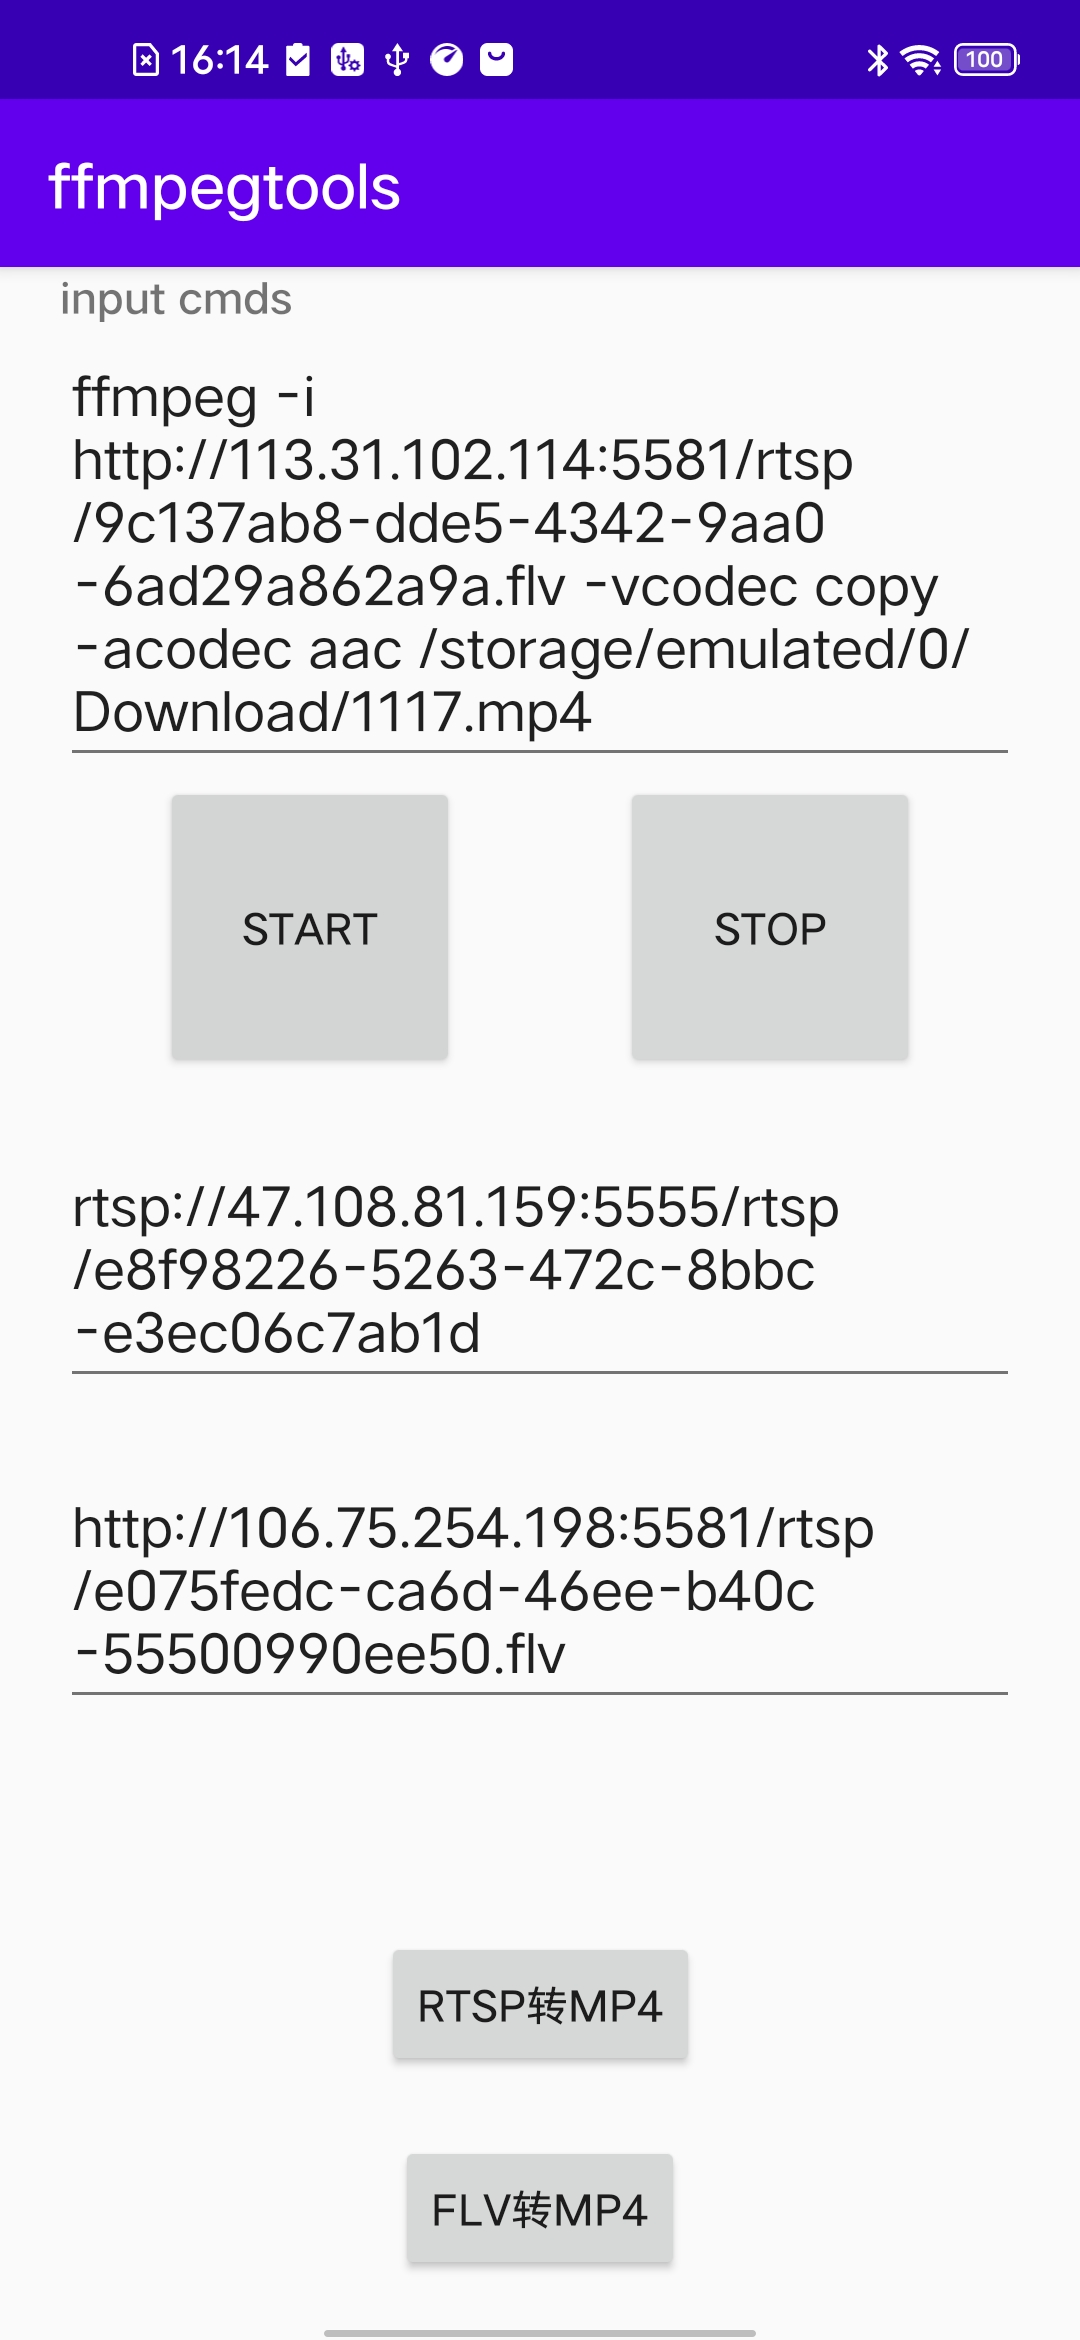 16:14
100
ffmpegtools
input cmds
ffmpeg -i
http://113.31.102.114:5581/rtsp
/9c137ab8-dde5-4342-9aa0
-6ad29a862a9a.flv -vcodec copy
-acodec aac /storage/emulated/0/
Download/1117.mp4
START
STOP
rtsp://47.108.81.159:5555/rtsp
/e8f98226-5263-472c-8bbc
-e3ec06c7ab1d
http://106.75.254.198:5581/rtsp
/e075fedc-ca6d-46ee-b40c
-55500990ee50.flv
RTSP转MP4
FLV转MP4